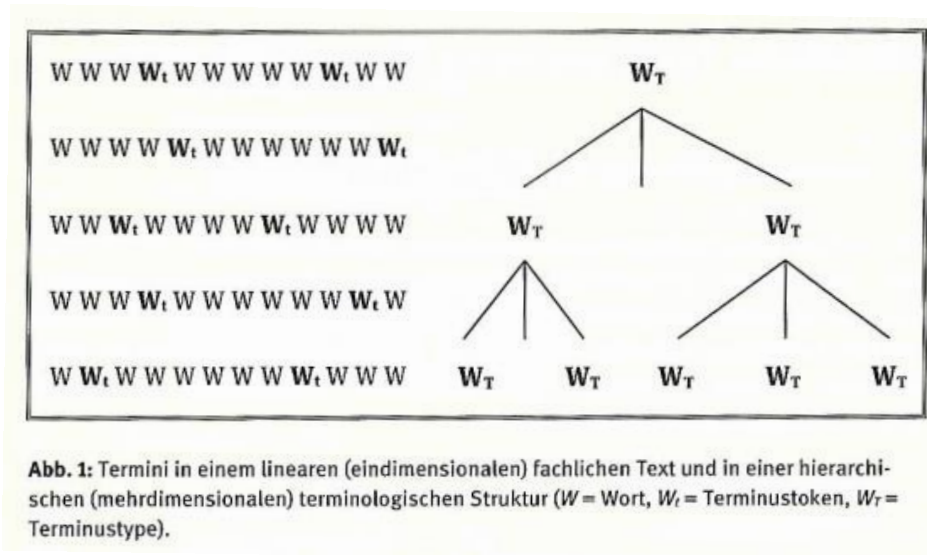 W W W Wt W W W W W Wt W W
WT
W W W W Wt W W W W W W Wt
W W Wt W W W W Wt W W W W
WT WT
W W W Wt W W W W W W Wt W
W Wt W W W W W W Wt W W W
WT WT WT WT WT
Abb. 1: Termini in einem linearen (eindimensionalen) fachlichen Text und in einer hierarchi-
schen (mehrdimensionalen) terminologischen Struktur (W = Wort, Wt = Terminustoken, WT =
Terminustype).